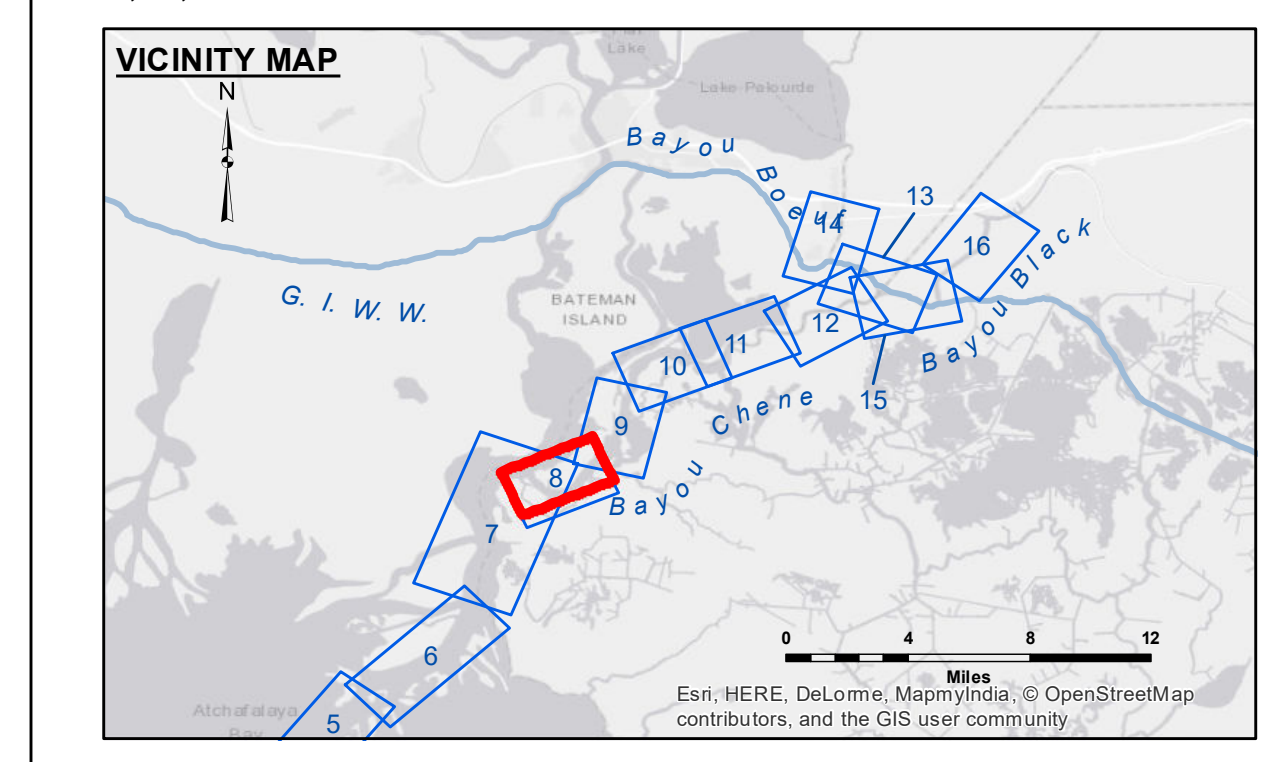 VICINITY MAP
N
Lake
Lake Palourde
Bayou Boeuf
G. I. W. W.
BATEMAN
ISLAND
13
14
16
Bayou Black
12
11
10
15
Bayou Chene
9
8
7
6
5
Atchafalaya
Bay
0 4 8 12
Miles
Esri, HERE, DeLorme, MapmyIndia, © OpenStreetMap
contributors, and the GIS user community